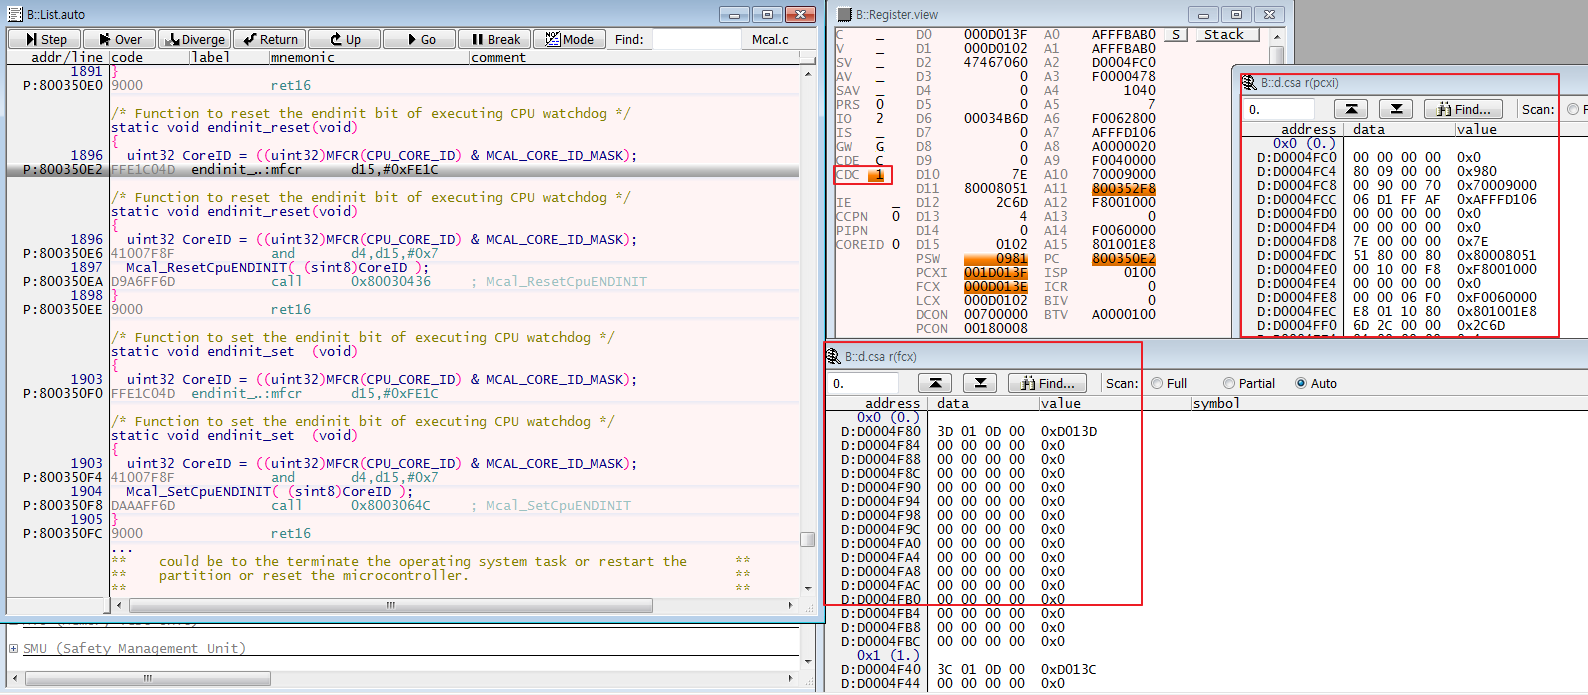 B::List.auto
Step Over Diverge Return Up Go Break Mode Find: Mcal.c
addr/line code label mnemonic comment
1891 }
P:800350E0 9000 ret16
/* Function to reset the endinit bit of executing CPU watchdog */
static void endinit_reset(void)
{
1896 uint32 CoreID = ((uint32)MFCR(CPU_CORE_ID) & MCAL_CORE_ID_MASK);
P:800350E2 FFE1C04D endinit_..:mfcr d15,#0xFE1C
/* Function to reset the endinit bit of executing CPU watchdog */
static void endinit_reset(void)
{
1896 uint32 CoreID = ((uint32)MFCR(CPU_CORE_ID) & MCAL_CORE_ID_MASK);
P:800350E6 41007F8F and d4,d15,#0x7
1897 Mcal_ResetCpuENDINIT( (sint8)CoreID );
P:800350EA D9A6FF6D call 0x80030436 ; Mcal_ResetCpuENDINIT
1898 }
P:800350EE 9000 ret16
/* Function to set the endinit bit of executing CPU watchdog */
static void endinit_set (void)
{
1903 uint32 CoreID = ((uint32)MFCR(CPU_CORE_ID) & MCAL_CORE_ID_MASK);
P:800350F0 FFE1C04D endinit_..:mfcr d15,#0xFE1C
/* Function to set the endinit bit of executing CPU watchdog */
static void endinit_set (void)
{
1903 uint32 CoreID = ((uint32)MFCR(CPU_CORE_ID) & MCAL_CORE_ID_MASK);
P:800350F4 41007F8F and d4,d15,#0x7
1904 Mcal_SetCpuENDINIT( (sint8)CoreID );
P:800350F8 DAAAFF6D call 0x8003064C ; Mcal_SetCpuENDINIT
1905 }
P:800350FC 9000 ret16
...
** could be to the terminate the operating system task or restart the **
** partition or reset the microcontroller. **
** **
SMU (Safety Management Unit)
B::Register.view
C _ D0 000D013F A0 AFFFBAB0 S Stack
V _ D1 000D0102 A1 AFFFBAB0
SV _ D2 47467060 A2 D0004FC0
AV _ D3 0 A3 F0000478
SAV _ D4 0 A4 1040
PRS 0 D5 0 A5 7
IO 2 D6 00034B6D A6 F0062800
IS _ D7 0 A7 AFFFD106
GW G D8 0 A8 A0000020
CDE C D9 0 A9 F0040000
CDC 1 D10 7E A10 70009000
D11 80008051 A11 800352F8
IE _ D12 2C6D A12 F8001000
CCPN 0 D13 4 A13 0
PIPN D14 0 A14 F0060000
COREID 0 D15 0102 A15 801001E8
PSW 0981 PC 800350E2
PCXI 001D013F ISP 0100
FCX 000D013E ICR 0
LCX 000D0102 BIV 0
DCON 00700000 BTV A0000100
PCON 00180008
B::d.csa r(pcxi)
0. Find... Scan:
address data value
0x0 (0.)
D:D0004FC0 00 00 00 00 0x0
D:D0004FC4 80 09 00 00 0x980
D:D0004FC8 00 90 00 70 0x70009000
D:D0004FCC 06 D1 FF AF 0xAFFFD106
D:D0004FD0 00 00 00 00 0x0
D:D0004FD4 00 00 00 00 0x0
D:D0004FD8 7E 00 00 00 0x7E
D:D0004FDC 51 80 00 80 0x80008051
D:D0004FE0 00 10 00 F8 0xF8001000
D:D0004FE4 00 00 00 00 0x0
D:D0004FE8 00 00 06 F0 0xF0060000
D:D0004FEC E8 01 10 80 0x801001E8
D:D0004FF0 6D 2C 00 00 0x2C6D
B::d.csa r(fcx)
0. Find... Scan: Full Partial Auto
address data value symbol
0x0 (0.)
D:D0004F80 3D 01 0D 00 0xD013D
D:D0004F84 00 00 00 00 0x0
D:D0004F88 00 00 00 00 0x0
D:D0004F8C 00 00 00 00 0x0
D:D0004F90 00 00 00 00 0x0
D:D0004F94 00 00 00 00 0x0
D:D0004F98 00 00 00 00 0x0
D:D0004F9C 00 00 00 00 0x0
D:D0004FA0 00 00 00 00 0x0
D:D0004FA4 00 00 00 00 0x0
D:D0004FA8 00 00 00 00 0x0
D:D0004FAC 00 00 00 00 0x0
D:D0004FB0 00 00 00 00 0x0
D:D0004FB4 00 00 00 00 0x0
D:D0004FB8 00 00 00 00 0x0
D:D0004FBC 00 00 00 00 0x0
0x1 (1.)
D:D0004F40 3C 01 0D 00 0xD013C
D:D0004F44 00 00 00 00 0x0